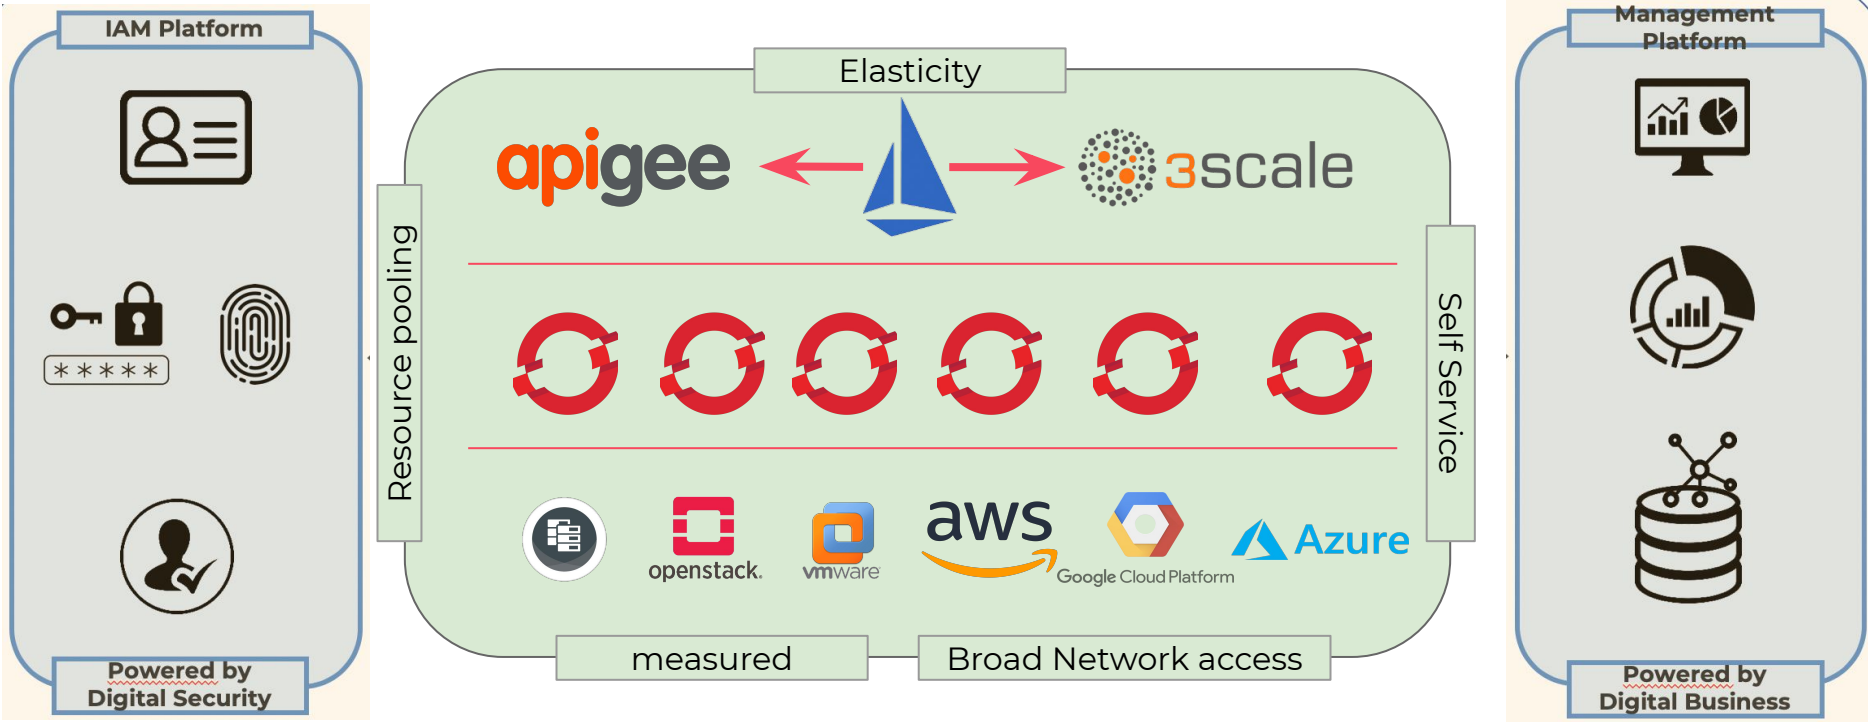 IAM Platform
* * * * *
Powered by
Digital Security
Elasticity
apigee
3scale
Resource pooling
Self Service
openstack.
vmware
aws
Google Cloud Platform
Azure
measured
Broad Network access
Management
Platform
Powered by
Digital Business